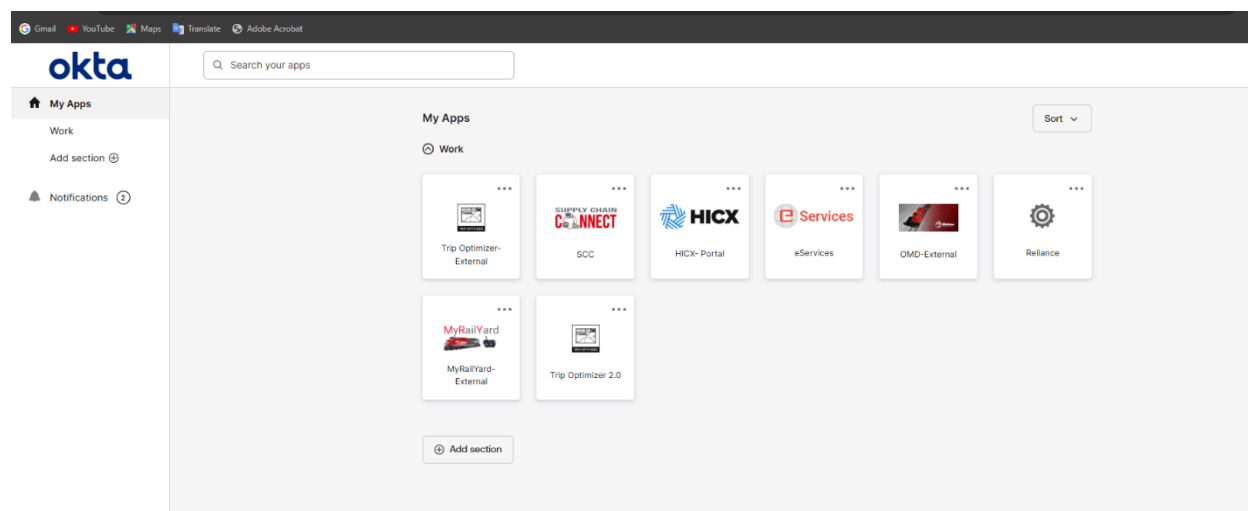 Gmail YouTube Maps Translate Adobe Acrobat
okta
Search your apps
My Apps
Work
Add section
Notifications 2
My Apps
Sort
Work
Trip Optimizer-
External
SUPPLY CHAIN
CONNECT
SCC
HICX
HICX- Portal
e Services
eServices
OMD-External
Reliance
MyRailYard
MyRailYard-
External
Trip Optimizer 2.0
Add section